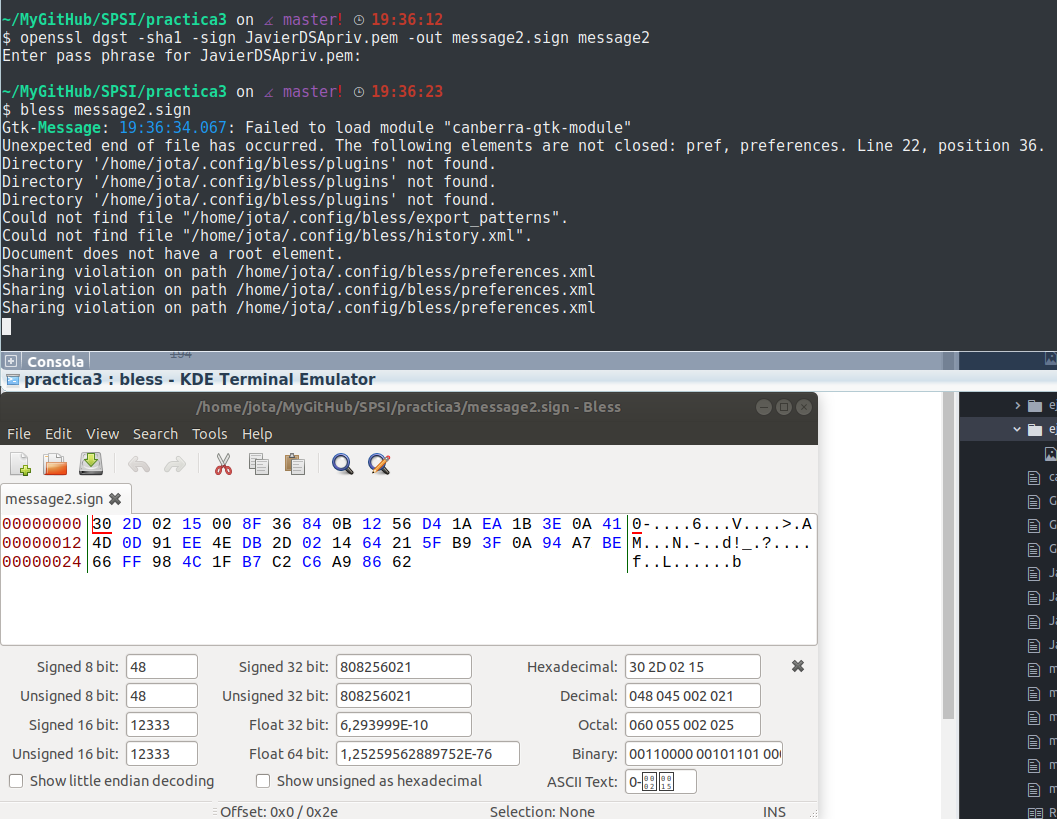 ~/MyGitHub/SPSI/practica3 on master! 19:36:12
$ openssl dgst -sha1 -sign JavierDSApriv.pem -out message2.sign message2
Enter pass phrase for JavierDSApriv.pem:
~/MyGitHub/SPSI/practica3 on master! 19:36:23
$ bless message2.sign
Gtk-Message: 19:36:34.067: Failed to load module "canberra-gtk-module"
Unexpected end of file has occurred. The following elements are not closed: pref, preferences. Line 22, position 36.
Directory '/home/jota/.config/bless/plugins' not found.
Directory '/home/jota/.config/bless/plugins' not found.
Directory '/home/jota/.config/bless/plugins' not found.
Could not find file "/home/jota/.config/bless/export_patterns".
Could not find file "/home/jota/.config/bless/history.xml".
Document does not have a root element.
Sharing violation on path /home/jota/.config/bless/preferences.xml
Sharing violation on path /home/jota/.config/bless/preferences.xml
Sharing violation on path /home/jota/.config/bless/preferences.xml
Consola
practica3 : bless - KDE Terminal Emulator
/home/jota/MyGitHub/SPSI/practica3/message2.sign - Bless
File Edit View Search Tools Help
message2.sign
00000000 30 2D 02 15 00 8F 36 84 0B 12 56 D4 1A EA 1B 3E 0A 41 0-....6...V....>.A
00000012 4D 0D 91 EE 4E DB 2D 02 14 64 21 5F B9 3F 0A 94 A7 BE M...N.-..d!_.?....
00000024 66 FF 98 4C 1F B7 C2 C6 A9 86 62 f..L......b
Signed 8 bit: 48 Signed 32 bit: 808256021 Hexadecimal: 30 2D 02 15
Unsigned 8 bit: 48 Unsigned 32 bit: 808256021 Decimal: 048 045 002 021
Signed 16 bit: 12333 Float 32 bit: 6,293999E-10 Octal: 060 055 002 025
Unsigned 16 bit: 12333 Float 64 bit: 1,25259562889752E-76 Binary: 00110000 00101101 00
Show little endian decoding Show unsigned as hexadecimal ASCII Text: 0-
Offset: 0x0 / 0x2e Selection: None INS